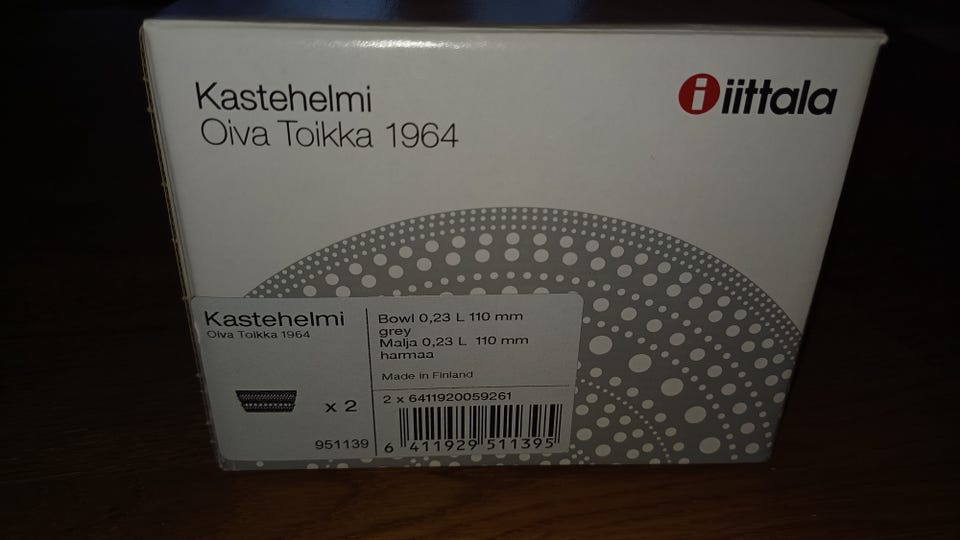 Kastehelmi
Oiva Toikka 1964
iittala
Kastehelmi
Oiva Toikka 1964
x 2
951139
Bowl 0,23 L 110 mm
grey
Malja 0,23 L 110 mm
harmaa
Made in Finland
2 x 6411920059261
6 411929 511395